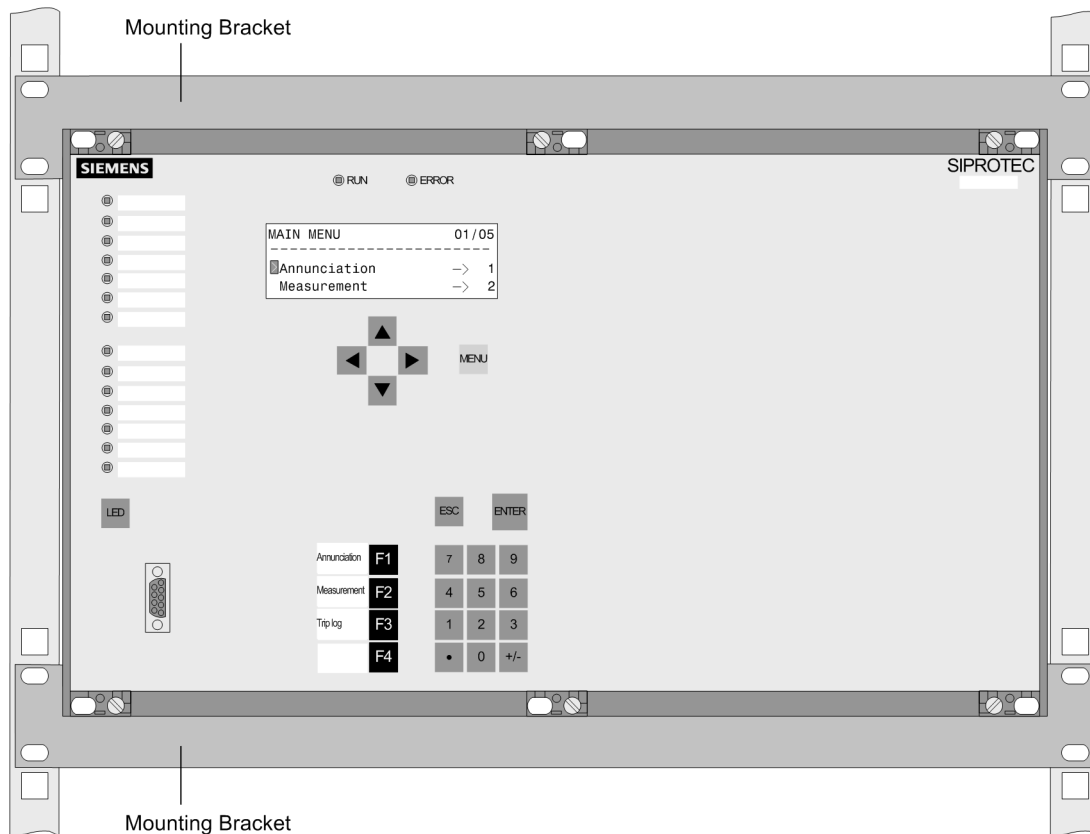 Mounting Bracket
SIEMENS
SIPROTEC
RUN
ERROR
MAIN MENU 01/05
--------------------
Annunciation –> 1
Measurement –> 2
MENU
LED
ESC
ENTER
Annunciation F1
7 8 9
Measurement F2
4 5 6
Trip log F3
1 2 3
F4
• 0 +/-
Mounting Bracket